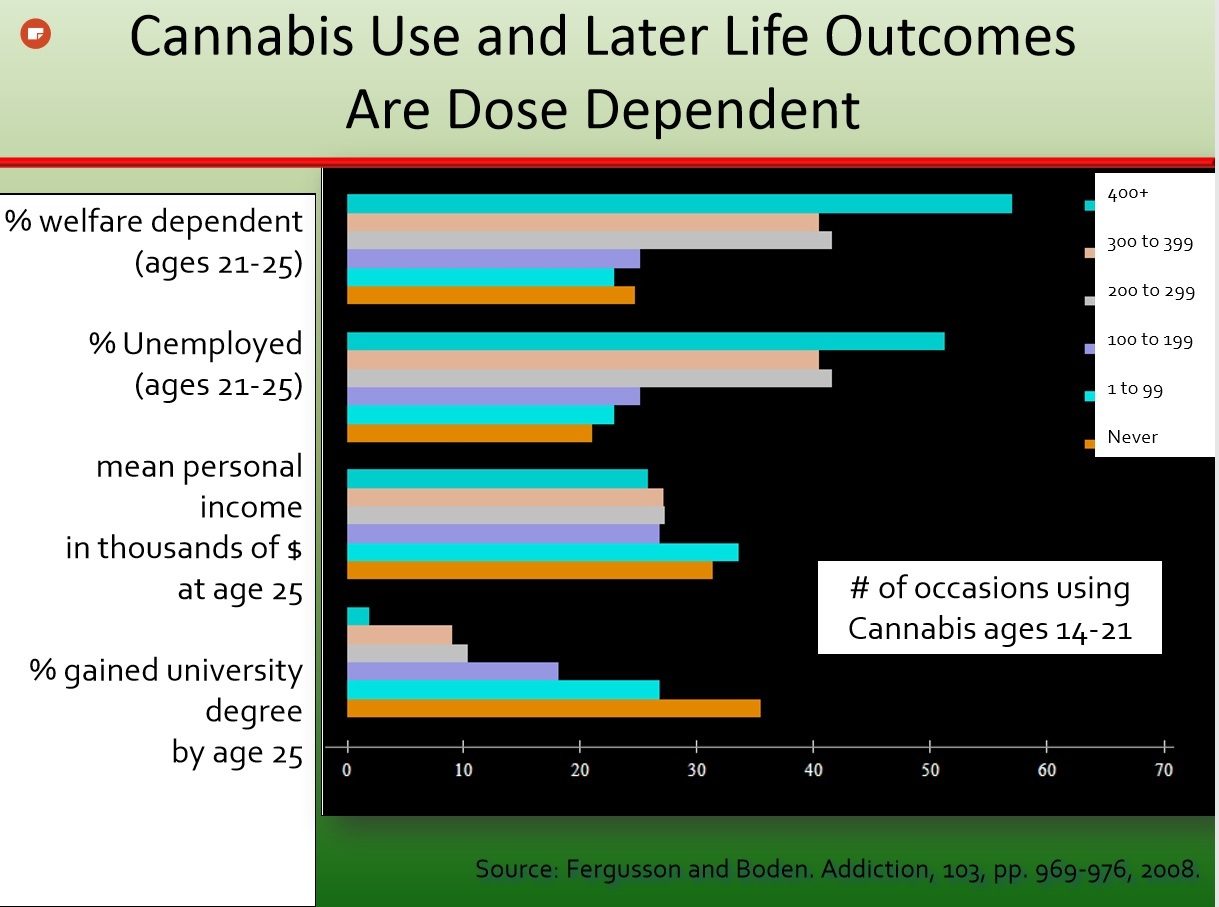 Cannabis Use and Later Life Outcomes
Are Dose Dependent
% welfare dependent
(ages 21-25)
% Unemployed
(ages 21-25)
mean personal
income
in thousands of $
at age 25
% gained university
degree
by age 25
400+
300 to 399
200 to 299
100 to 199
1 to 99
Never
# of occasions using
Cannabis ages 14-21
0 10 20 30 40 50 60 70
Source: Fergusson and Boden. Addiction, 103, pp. 969-976, 2008.